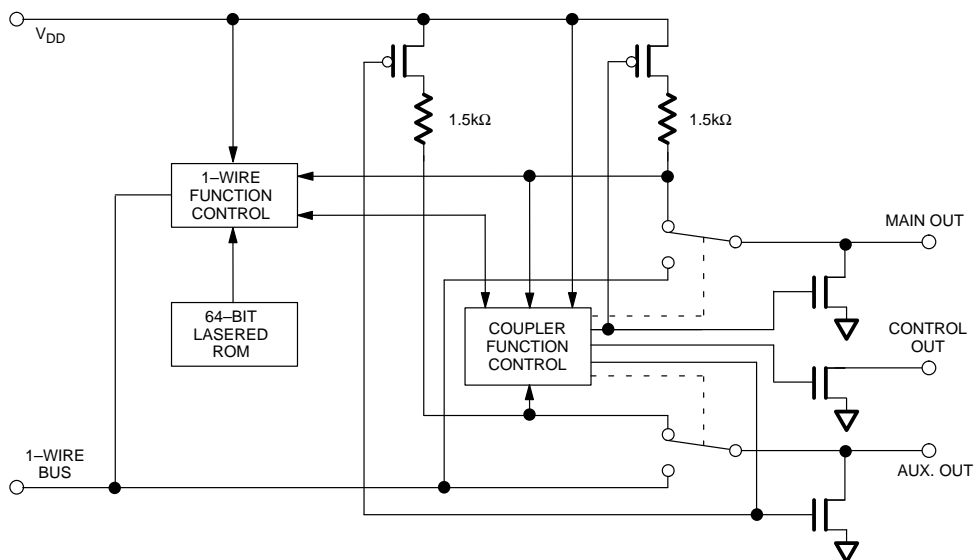 VDD
1.5kΩ
1.5kΩ
1–WIRE
FUNCTION
CONTROL
MAIN OUT
64–BIT
LASERED
ROM
COUPLER
FUNCTION
CONTROL
CONTROL
OUT
1–WIRE
BUS
AUX. OUT